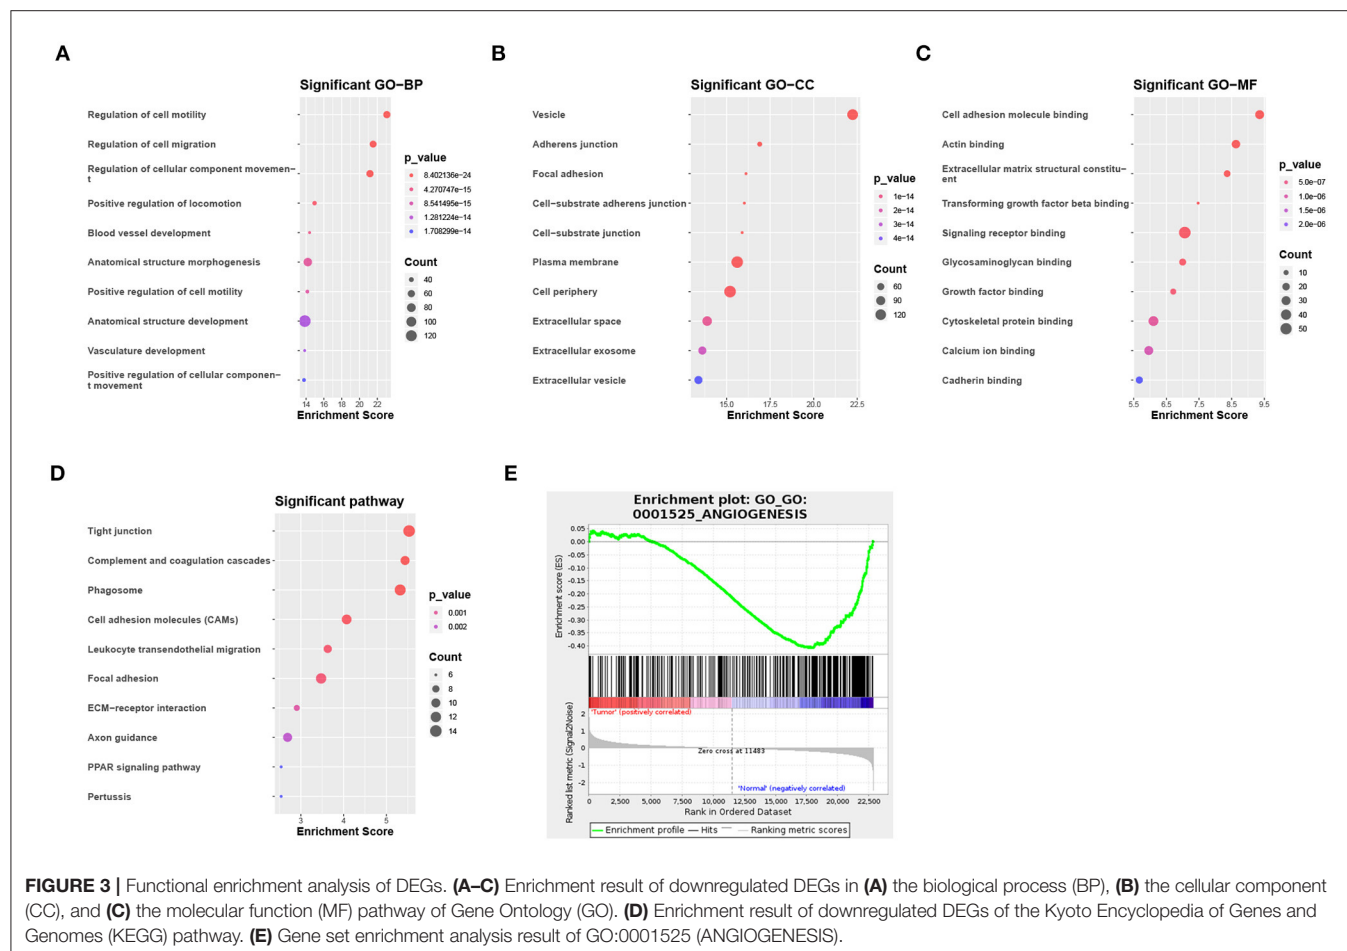 A
Significant GO−BP
Regulation of cell motility
Regulation of cell migration
Regulation of cellular component movemen−
t
Positive regulation of locomotion
Blood vessel development
Anatomical structure morphogenesis
Positive regulation of cell motility
Anatomical structure development
Vasculature development
Positive regulation of cellular componen−
t movement
14 16 18 20 22
Enrichment Score
p_value
8.402136e−24
4.270747e−15
8.541495e−15
1.281224e−14
1.708299e−14
Count
40
60
80
100
120
B
Significant GO−CC
Vesicle
Adherens junction
Focal adhesion
Cell−substrate adherens junction
Cell−substrate junction
Plasma membrane
Cell periphery
Extracellular space
Extracellular exosome
Extracellular vesicle
15.0 17.5 20.0 22.5
Enrichment Score
p_value
1e−14
2e−14
3e−14
4e−14
Count
60
90
120
C
Significant GO−MF
Cell adhesion molecule binding
Actin binding
Extracellular matrix structural constitu−
ent
Transforming growth factor beta binding
Signaling receptor binding
Glycosaminoglycan binding
Growth factor binding
Cytoskeletal protein binding
Calcium ion binding
Cadherin binding
5.5 6.5 7.5 8.5 9.5
Enrichment Score
p_value
5.0e−07
1.0e−06
1.5e−06
2.0e−06
Count
10
20
30
40
50
D
Significant pathway
Tight junction
Complement and coagulation cascades
Phagosome
Cell adhesion molecules (CAMs)
Leukocyte transendothelial migration
Focal adhesion
ECM−receptor interaction
Axon guidance
PPAR signaling pathway
Pertussis
3 4 5
Enrichment Score
p_value
0.001
0.002
Count
6
8
10
12
14
E
Enrichment plot: GO_GO:
0001525_ANGIOGENESIS
Enrichment score (ES)
0.05
0.00
-0.05
-0.10
-0.15
-0.20
-0.25
-0.30
-0.35
-0.40
'Tumor' (positively correlated)
Ranked list metric (Signal2Noise)
2
1
0
-1
-2
Zero cross at 11483
'Normal' (negatively correlated)
0 2,500 5,000 7,500 10,000 12,500 15,000 17,500 20,000 22,500
Rank in Ordered Dataset
Enrichment profile Hits Ranking metric scores
FIGURE 3 | Functional enrichment analysis of DEGs. (A–C) Enrichment result of downregulated DEGs in (A) the biological process (BP), (B) the cellular component
(CC), and (C) the molecular function (MF) pathway of Gene Ontology (GO). (D) Enrichment result of downregulated DEGs of the Kyoto Encyclopedia of Genes and
Genomes (KEGG) pathway. (E) Gene set enrichment analysis result of GO:0001525 (ANGIOGENESIS).